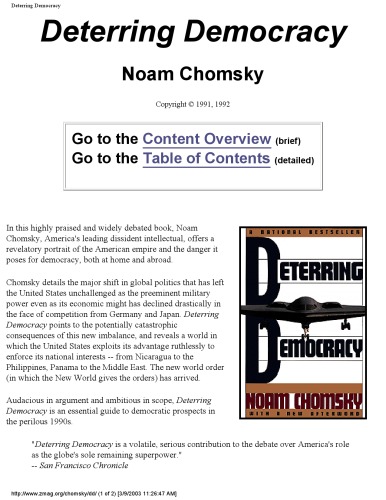 Deterring Democracy
Deterring Democracy
Noam Chomsky
Copyright © 1991, 1992
Go to the Content Overview (brief)
Go to the Table of Contents (detailed)
In this highly praised and widely debated book, Noam
Chomsky, America's leading dissident intellectual, offers a
revelatory portrait of the American empire and the danger it
poses for democracy, both at home and abroad.
Chomsky details the major shift in global politics that has left
the United States unchallenged as the preeminent military
power even as its economic might has declined drastically in
the face of competition from Germany and Japan. Deterring
Democracy points to the potentially catastrophic
consequences of this new imbalance, and reveals a world in
which the United States exploits its advantage ruthlessly to
enforce its national interests -- from Nicaragua to the
Philippines, Panama to the Middle East. The new world order
(in which the New World gives the orders) has arrived.
Audacious in argument and ambitious in scope, Deterring
Democracy is an essential guide to democratic prospects in
the perilous 1990s.
A NATIONAL BESTSELLER
DETERRING
DEMOCRACY
NOAM CHOMSKY
WITH A NEW AFTERWORD
"Deterring Democracy is a volatile, serious contribution to the debate over America's role
as the globe's sole remaining superpower."
-- San Francisco Chronicle
http://www.zmag.org/chomsky/dd/ (1 of 2) [3/9/2003 11:26:47 AM]